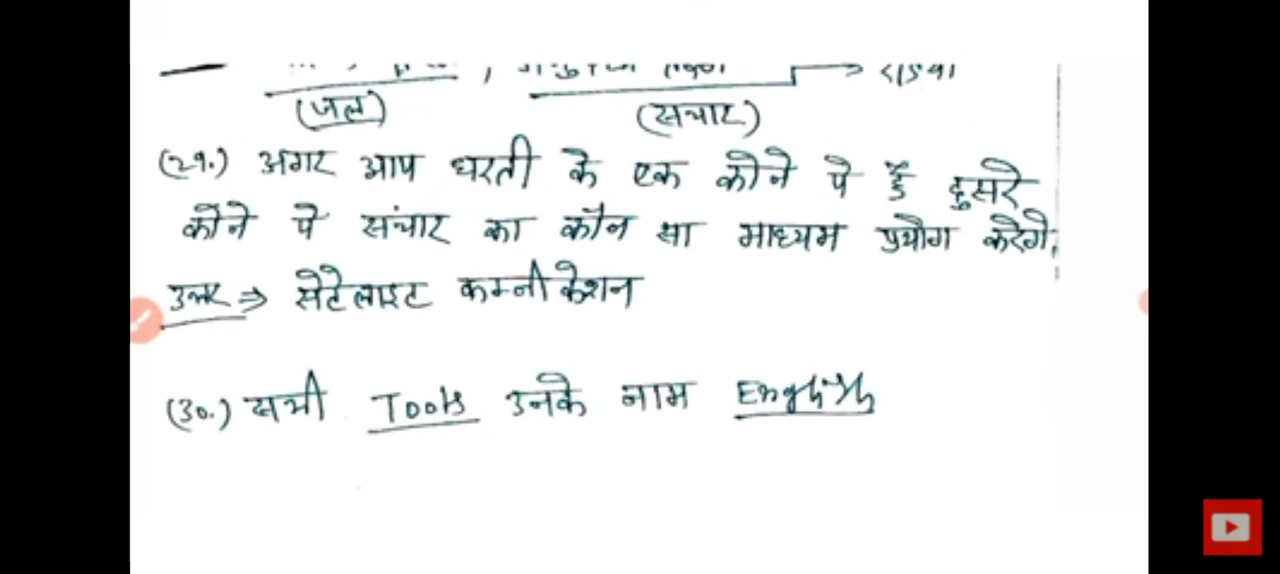 (जल) (संचार)
(29.) अगर आप धरती के एक कोने पे हैं दुसरे
कोने पे संचार का कौन सा माध्यम प्रयोग करेगे,
उत्तर ⇒ सेटेलाइट कम्नीकेशन
(30.) सभी Tools उनके नाम English